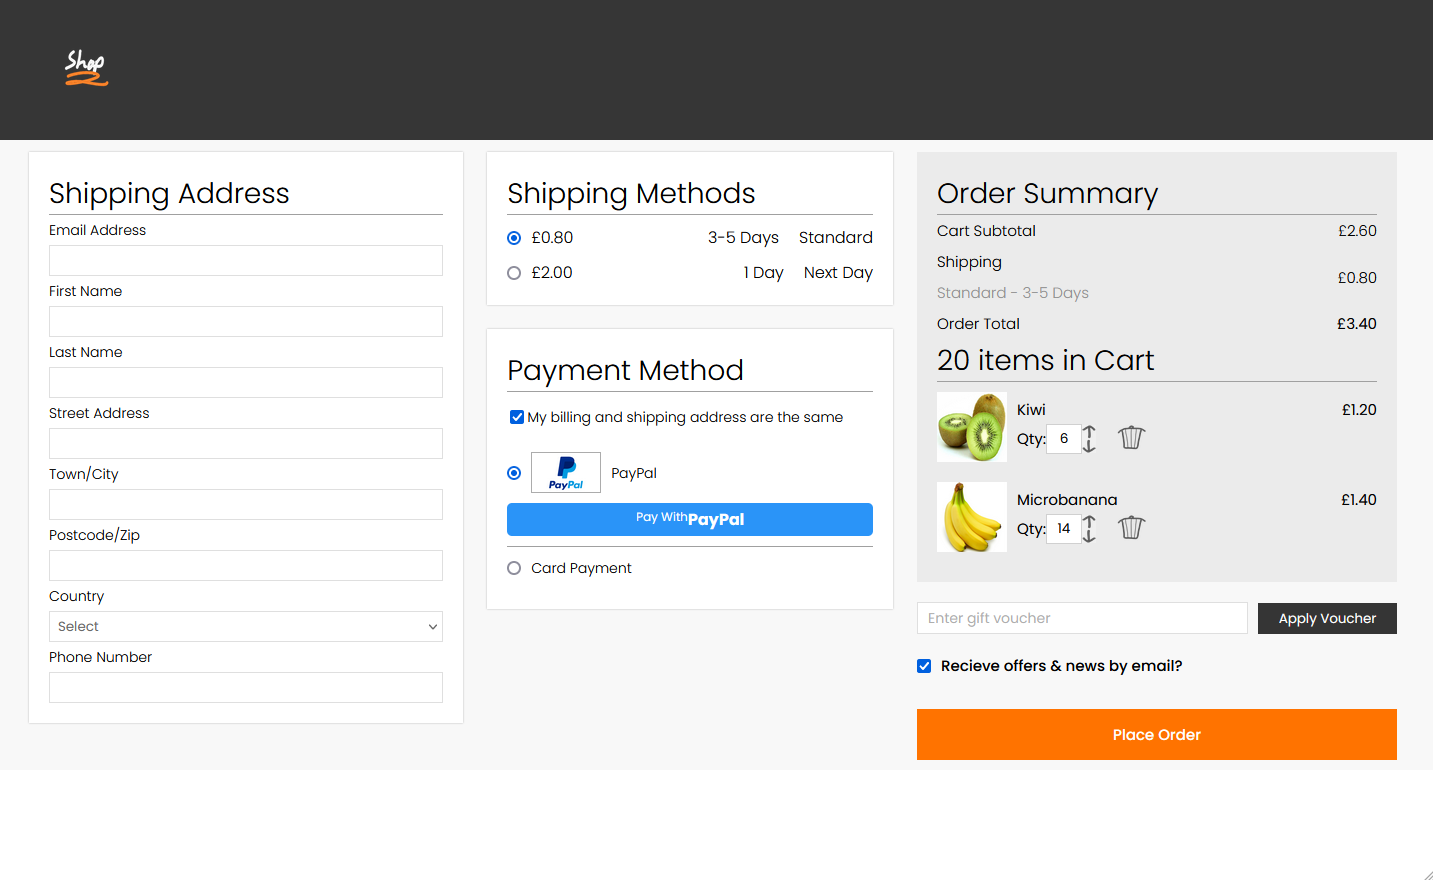 Shop
Shipping Address
Email Address
First Name
Last Name
Street Address
Town/City
Postcode/Zip
Country
Select
Phone Number
Shipping Methods
£0.80 3-5 Days Standard
£2.00 1 Day Next Day
Payment Method
My billing and shipping address are the same
PayPal PayPal
Pay With PayPal
Card Payment
Order Summary
Cart Subtotal £2.60
Shipping
£0.80
Standard - 3-5 Days
Order Total £3.40
20 items in Cart
Kiwi £1.20
Qty: 6
Microbanana £1.40
Qty: 14
Enter gift voucher Apply Voucher
Recieve offers & news by email?
Place Order